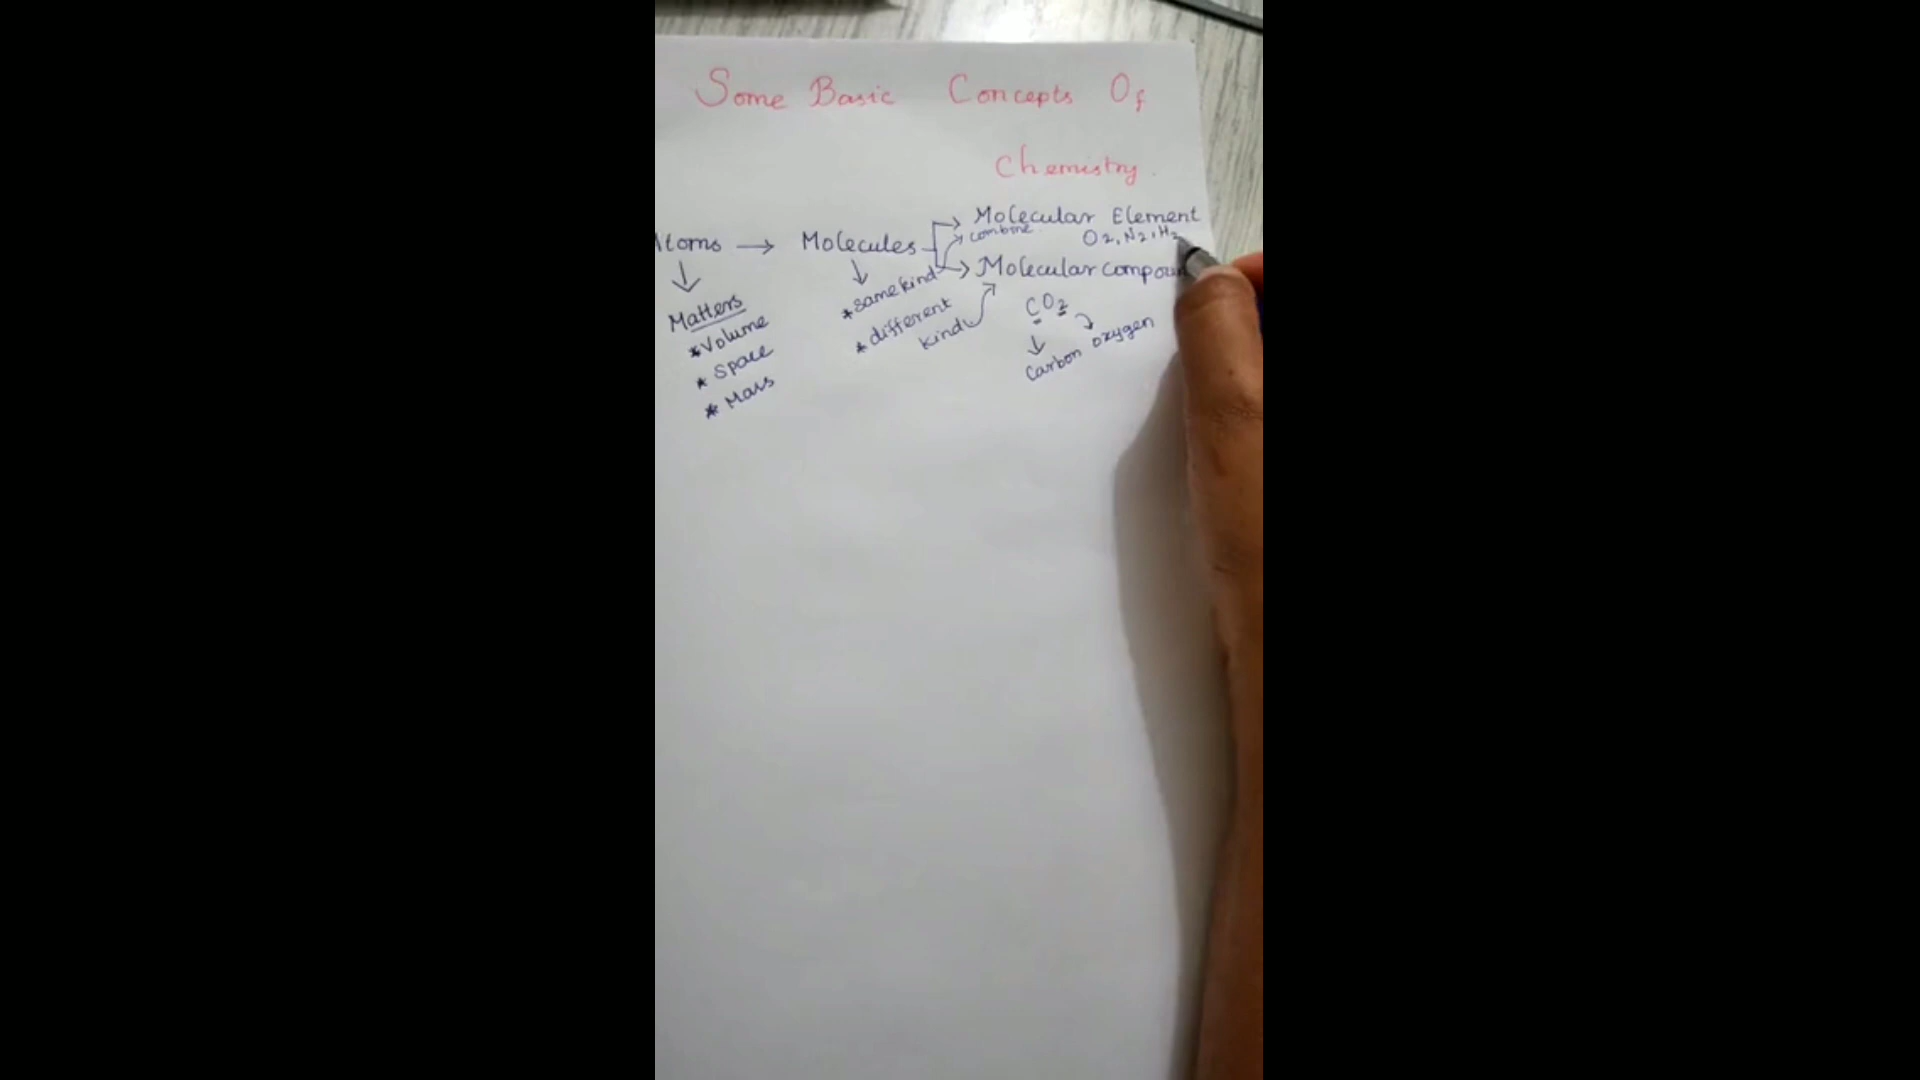 Some Basic Concepts Of
Chemistry.
Atoms → Molecules → Molecular Element
combine
O2, N2, H2
→ Molecular compoun
Matters
*Volume
* Space
* Mass
*Same kind
* different
kind
CO2
Carbon oxygen